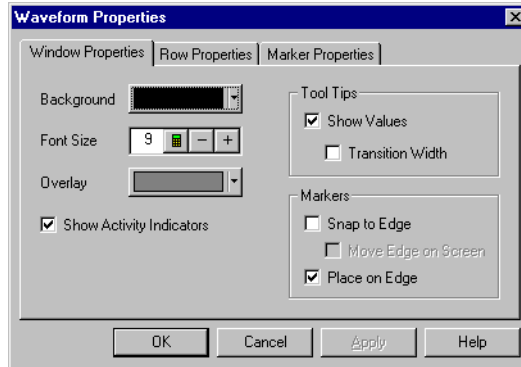 Waveform Properties
Window Properties Row Properties Marker Properties
Background
Font Size 9 - +
Overlay
Show Activity Indicators
Tool Tips
Show Values
Transition Width
Markers
Snap to Edge
Move Edge on Screen
Place on Edge
OK Cancel Apply Help